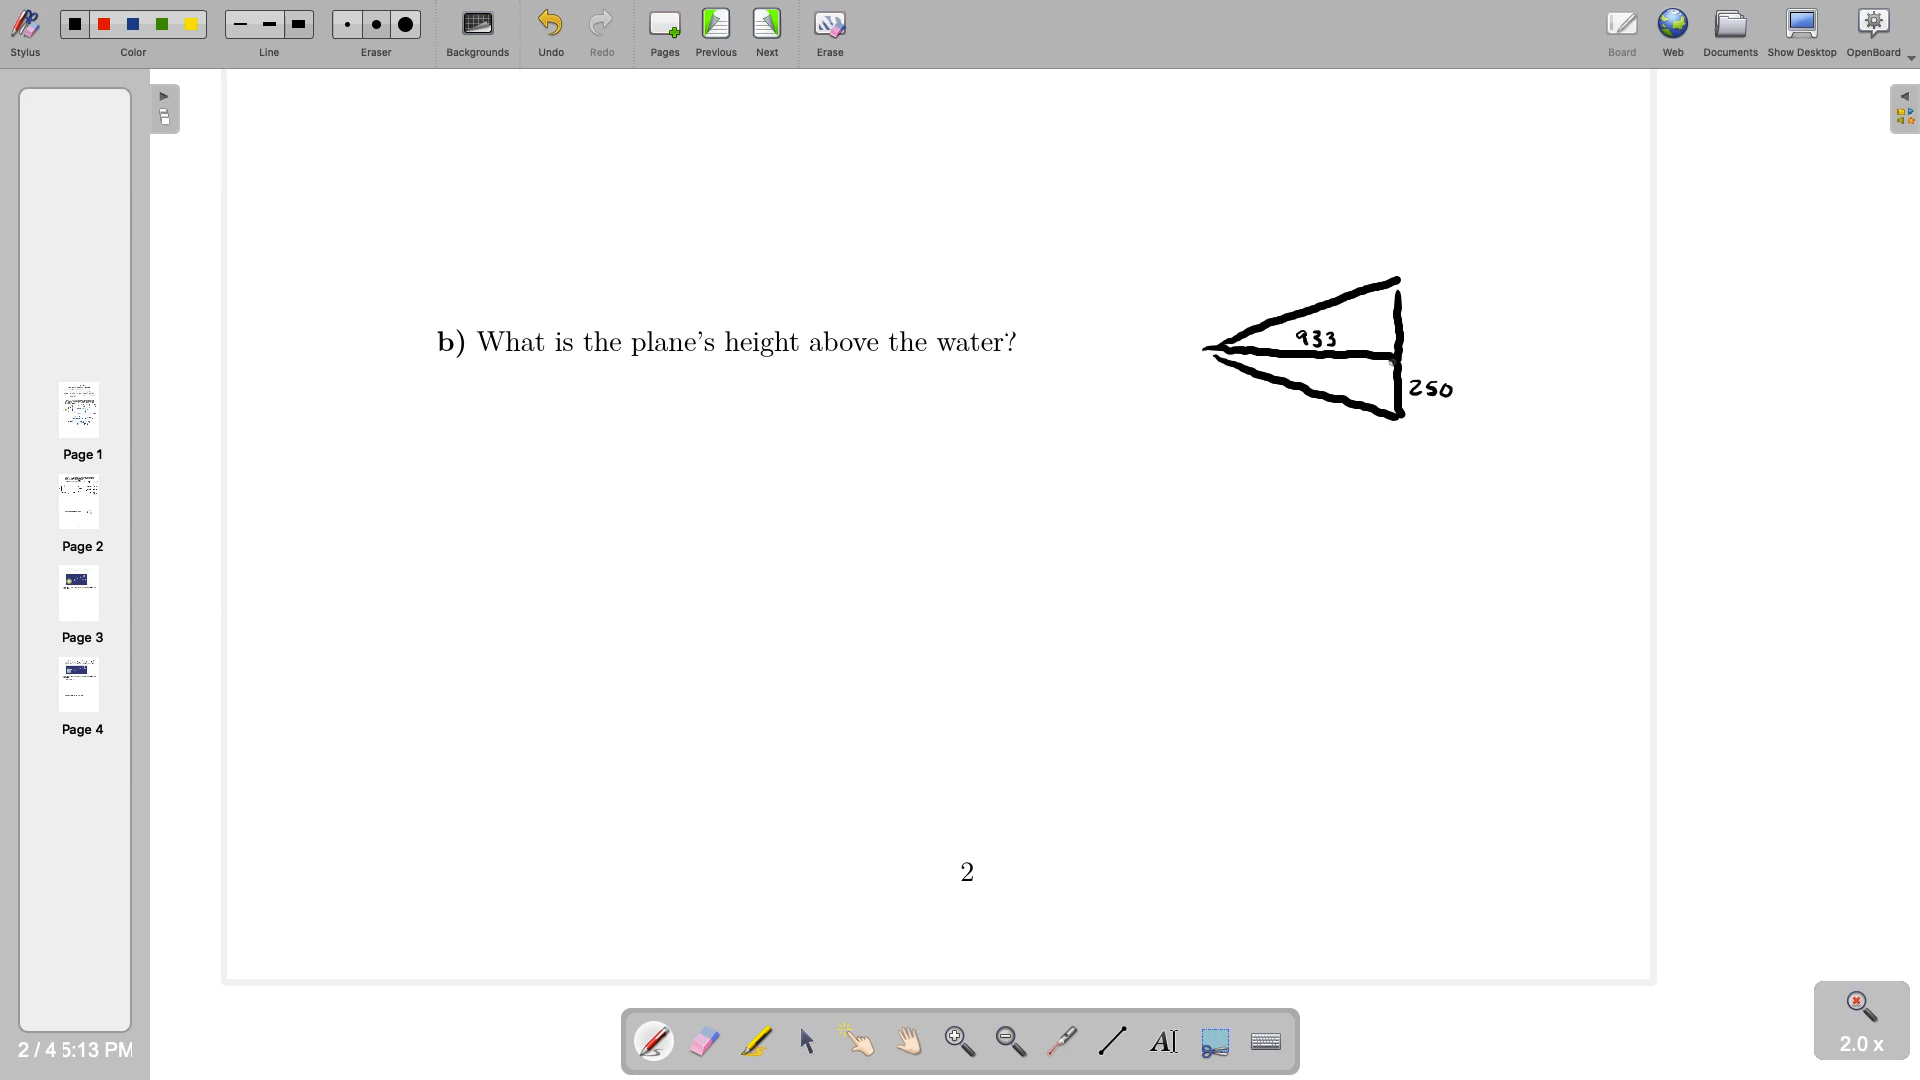 Stylus
Color
Line
Eraser
Backgrounds
Undo
Redo
Pages
Previous
Next
Erase
Board
Web
Documents
Show Desktop
OpenBoard
b) What is the plane's height above the water?
933
250
2
Page 1
Page 2
Page 3
Page 4
2 / 4 5:13 PM
AI
2.0 x